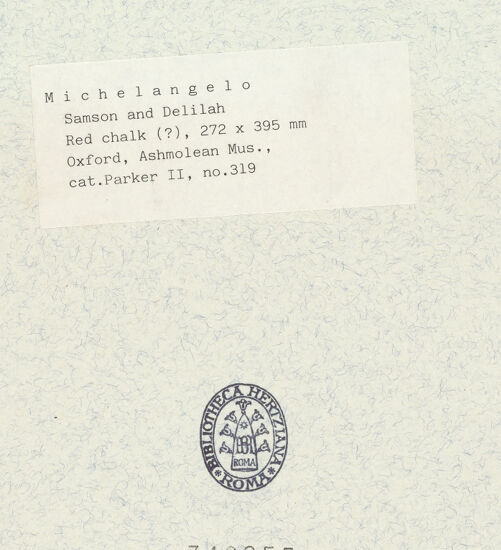 Michelangelo
Samson and Delilah
Red chalk (?), 272 x 395 mm
Oxford, Ashmolean Mus.,
cat.Parker II, no.319
BIBLIOTHECA HERTZIANA
ROMA
ROMA